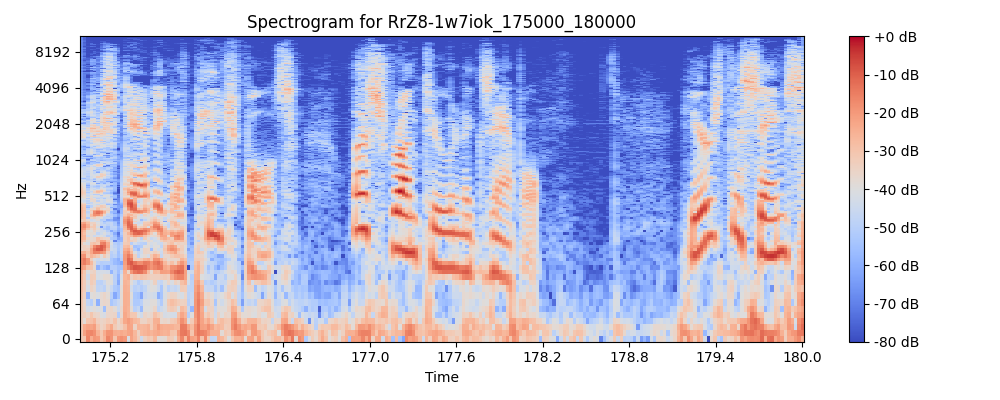 Spectrogram for RrZ8-1w7iok_175000_180000
Hz
8192
4096
2048
1024
512
256
128
64
0
175.2 175.8 176.4 177.0 177.6 178.2 178.8 179.4 180.0
Time
+0 dB
-10 dB
-20 dB
-30 dB
-40 dB
-50 dB
-60 dB
-70 dB
-80 dB